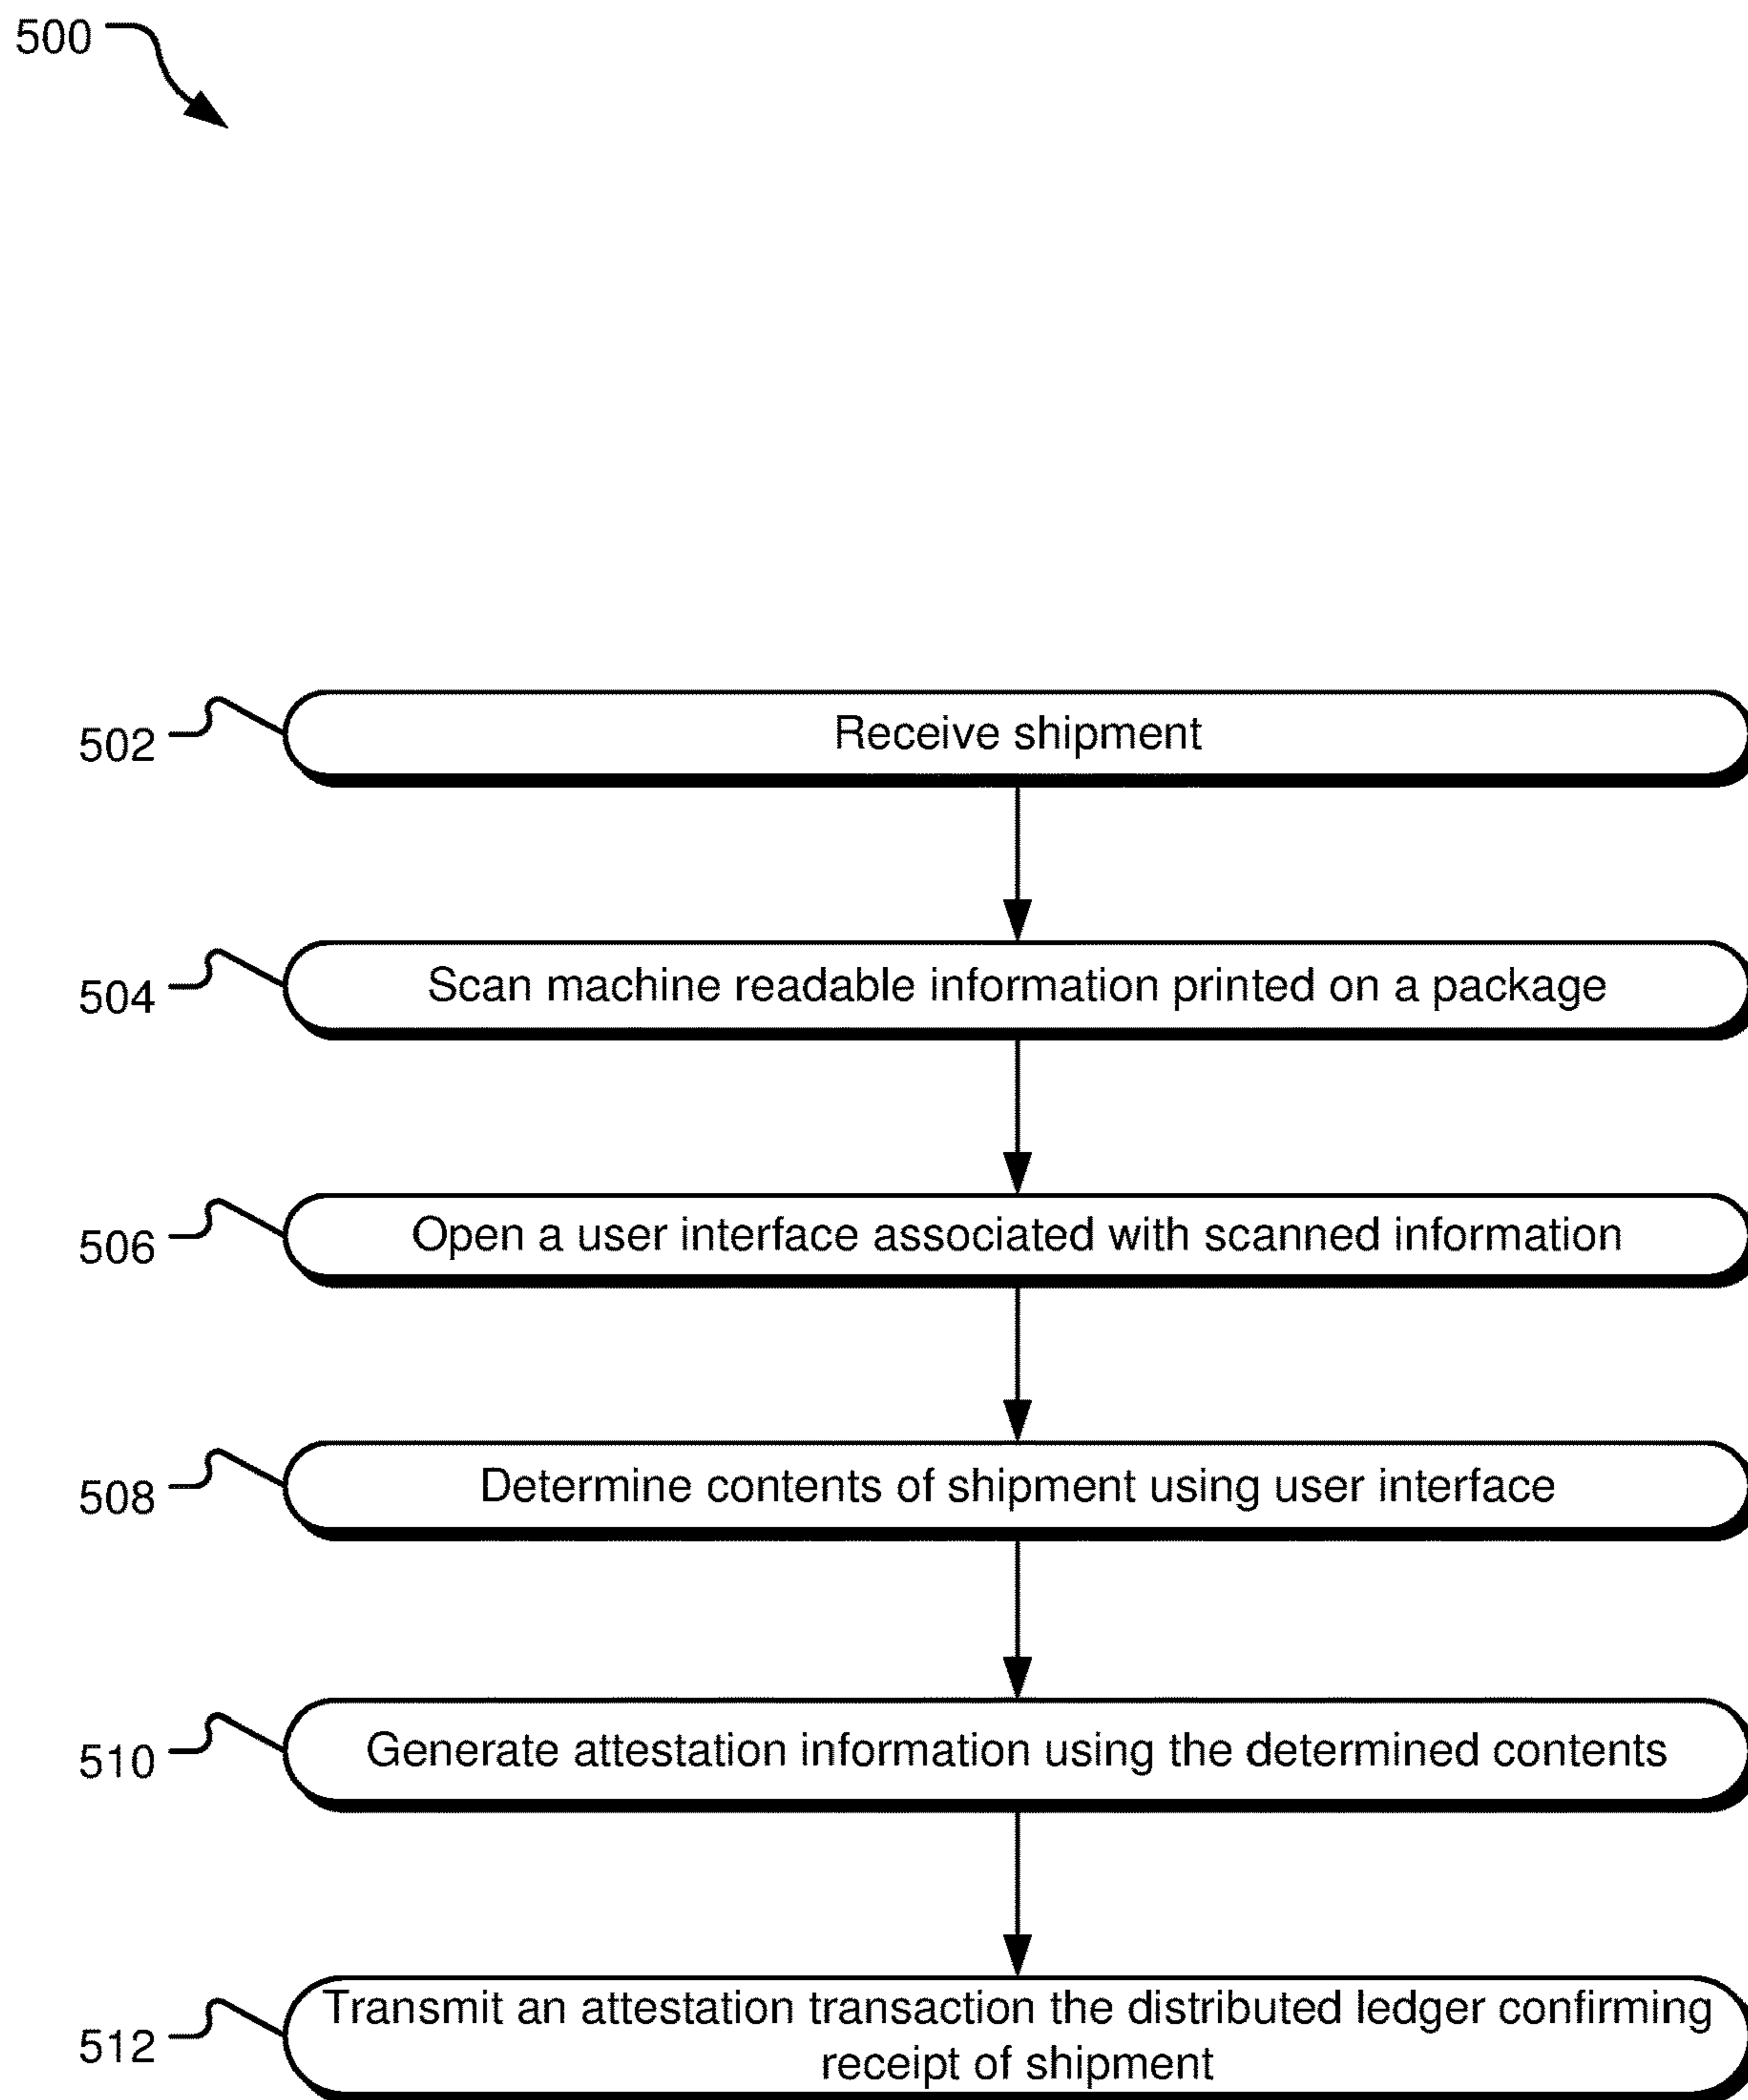 500
502
Receive shipment
504
Scan machine readable information printed on a package
506
Open a user interface associated with scanned information
508
Determine contents of shipment using user interface
510
Generate attestation information using the determined contents
512
Transmit an attestation transaction the distributed ledger confirming
receipt of shipment